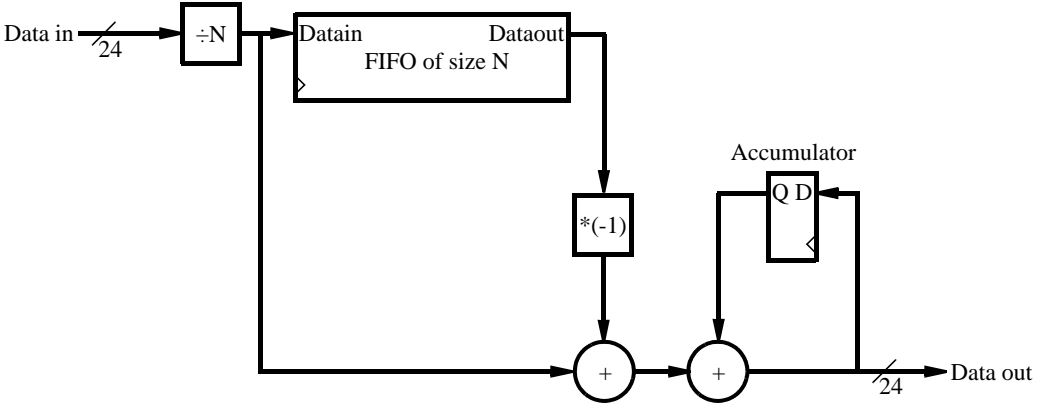 Data in
24
÷N
Datain
Dataout
FIFO of size N
Accumulator
Q D
*(-1)
+
+
24
Data out